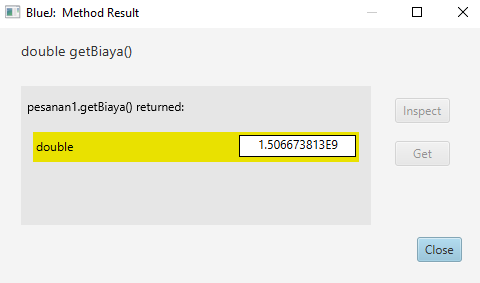 BlueJ: Method Result
double getBiaya()
pesanan1.getBiaya() returned:
double 1.506673813E9
Inspect
Get
Close